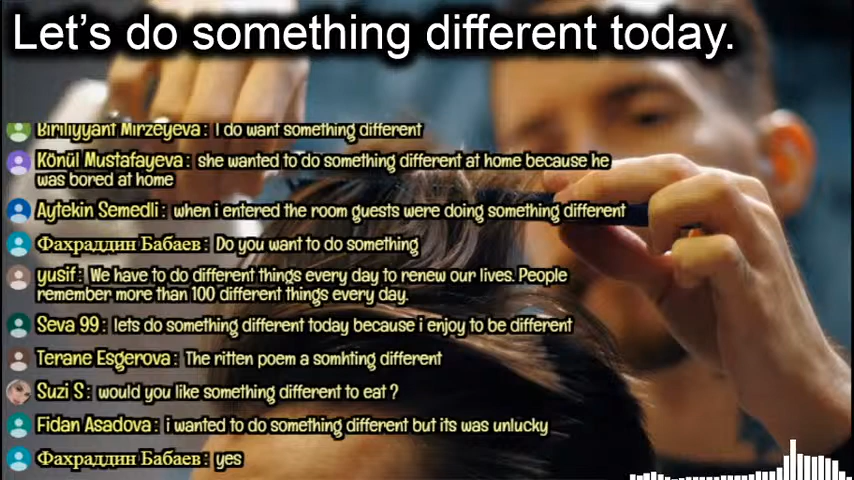 Let's do something different today.
Biriliyyant Mirzeyeva: I do want something different
Könül Mustafayeva: she wanted to do something different at home because he
was bored at home
Aytekin Semedli: when i entered the room guests were doing something different
Фахраддин Бабаев: Do you want to do something
yusif: We have to do different things every day to renew our lives. People
remember more than 100 different things every day.
Seva 99: lets do something different today because i enjoy to be different
Terane Esgerova: The ritten poem a somhting different
Suzi S: would you like something different to eat ?
Fidan Asadova: i wanted to do something different but its was unlucky
Фахраддин Бабаев: yes